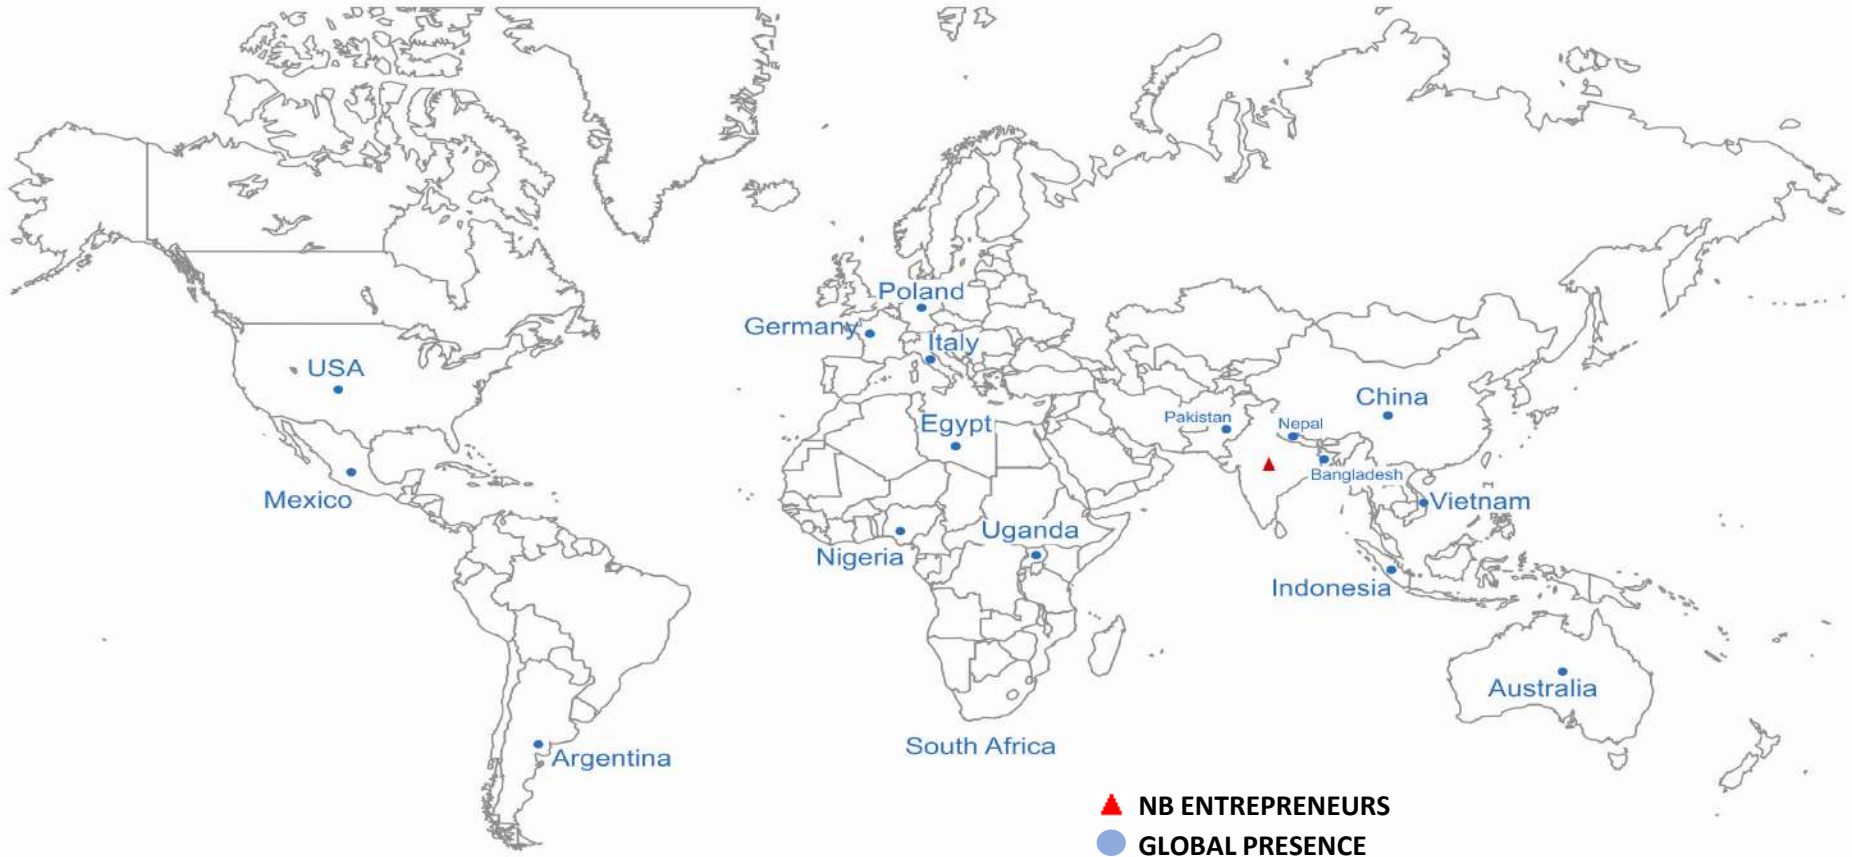 Poland
Germany
Italy
USA
China
Egypt
Pakistan
Nepal
Bangladesh
Mexico
Vietnam
Uganda
Nigeria
Indonesia
Australia
South Africa
Argentina
NB ENTREPRENEURS
GLOBAL PRESENCE